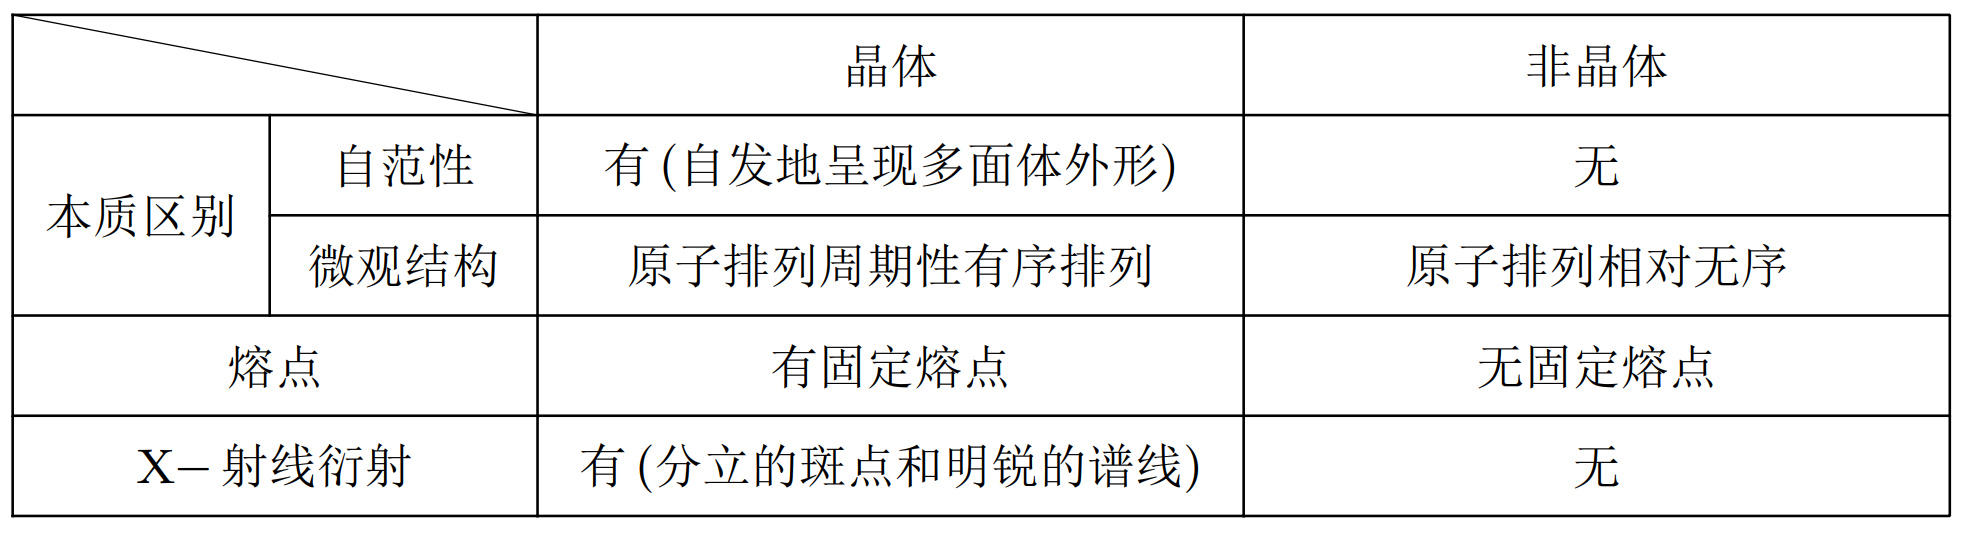 晶体 非晶体
本质区别 自范性 有(自发地呈现多面体外形) 无
微观结构 原子排列周期性有序排列 原子排列相对无序
熔点 有固定熔点 无固定熔点
X–射线衍射 有(分立的斑点和明锐的谱线) 无